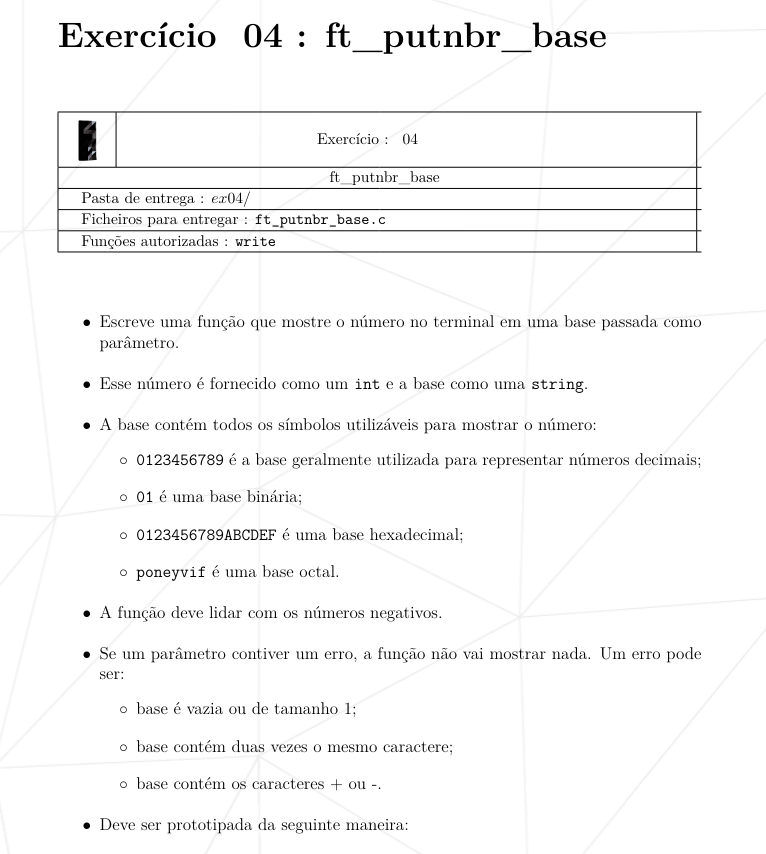 Exercício 04 : ft_putnbr_base
Exercício : 04
ft_putnbr_base
Pasta de entrega : ex04/
Ficheiros para entregar : ft_putnbr_base.c
Funções autorizadas : write
• Escreve uma função que mostre o número no terminal em uma base passada como
parâmetro.
• Esse número é fornecido como um int e a base como uma string.
• A base contém todos os símbolos utilizáveis para mostrar o número:
◦ 0123456789 é a base geralmente utilizada para representar números decimais;
◦ 01 é uma base binária;
◦ 0123456789ABCDEF é uma base hexadecimal;
◦ poneyvif é uma base octal.
• A função deve lidar com os números negativos.
• Se um parâmetro contiver um erro, a função não vai mostrar nada. Um erro pode
ser:
◦ base é vazia ou de tamanho 1;
◦ base contém duas vezes o mesmo caractere;
◦ base contém os caracteres + ou -.
• Deve ser prototipada da seguinte maneira: